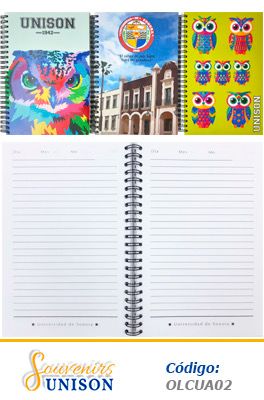 UNISON
1942
UNISON
Día Mes Año
Día Mes Año
Universidad de Sonora
Universidad de Sonora
Souvenirs
UNISON
Código:
OLCUA02